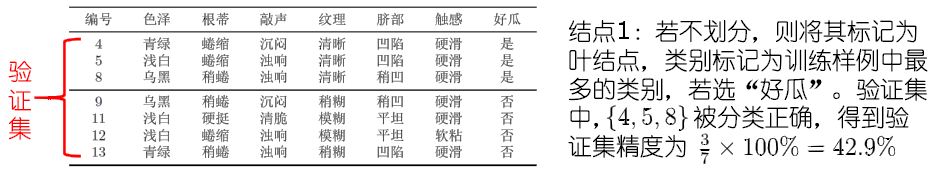 编号 色泽 根蒂 敲声 纹理 脐部 触感 好瓜
4 青绿 蜷缩 沉闷 清晰 凹陷 硬滑 是
5 浅白 蜷缩 浊响 清晰 凹陷 硬滑 是
8 乌黑 稍蜷 浊响 清晰 稍凹 硬滑 是
9 乌黑 稍蜷 沉闷 稍糊 稍凹 硬滑 否
11 浅白 硬挺 清脆 模糊 平坦 硬滑 否
12 浅白 蜷缩 浊响 模糊 平坦 软粘 否
13 青绿 稍蜷 浊响 稍糊 凹陷 硬滑 否
验证集
结点1：若不划分，则将其标记为
叶结点，类别标记为训练样例中最
多的类别，若选“好瓜”。验证集
中，{4,5,8}被分类正确，得到验
证集精度为 3/7 × 100% = 42.9%